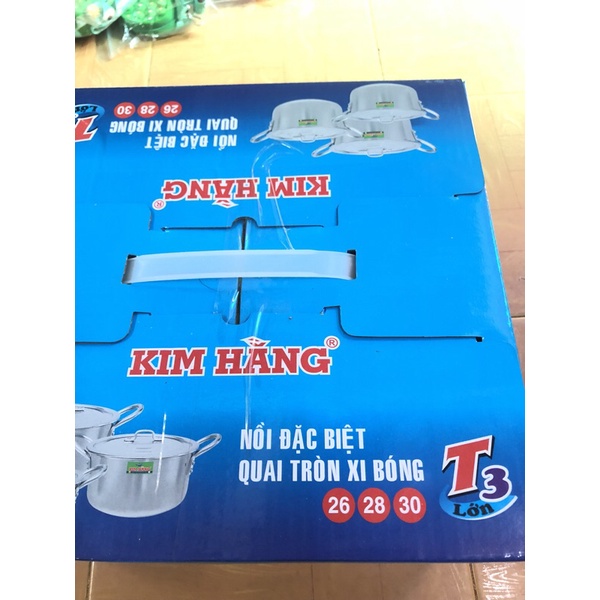 NỒI ĐẶC BIỆT
QUAI TRÒN XI BÓNG
26 28 30
T
Lớn
KIM HẰNG®
KIM HẰNG®
NỒI ĐẶC BIỆT
QUAI TRÒN XI BÓNG
26 28 30
T3
Lớn